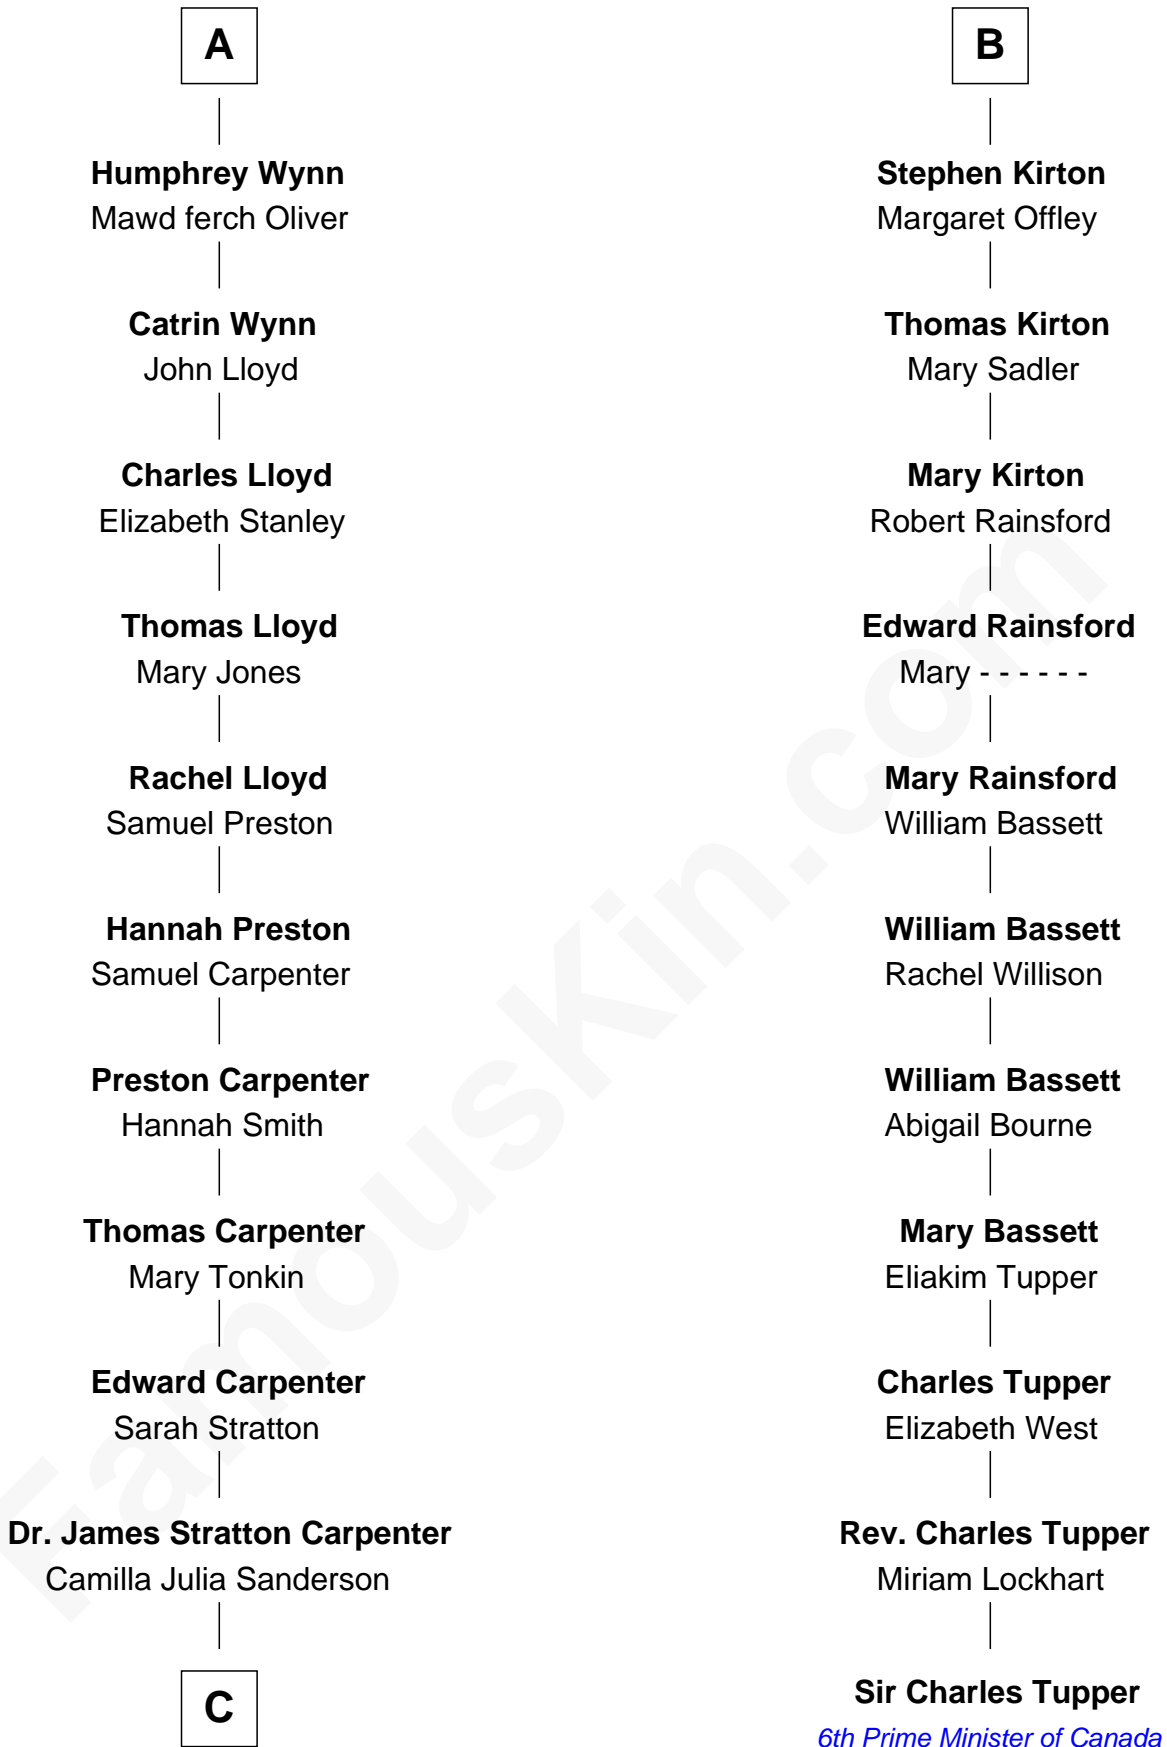 A
Humphrey Wynn
Mawd ferch Oliver
Catrin Wynn
John Lloyd
Charles Lloyd
Elizabeth Stanley
Thomas Lloyd
Mary Jones
Rachel Lloyd
Samuel Preston
Hannah Preston
Samuel Carpenter
Preston Carpenter
Hannah Smith
Thomas Carpenter
Mary Tonkin
Edward Carpenter
Sarah Stratton
Dr. James Stratton Carpenter
Camilla Julia Sanderson
C
B
Stephen Kirton
Margaret Offley
Thomas Kirton
Mary Sadler
Mary Kirton
Robert Rainsford
Edward Rainsford
Mary - - - - - -
Mary Rainsford
William Bassett
William Bassett
Rachel Willison
William Bassett
Abigail Bourne
Mary Bassett
Eliakim Tupper
Charles Tupper
Elizabeth West
Rev. Charles Tupper
Miriam Lockhart
Sir Charles Tupper
6th Prime Minister of Canada
FamousKin.com